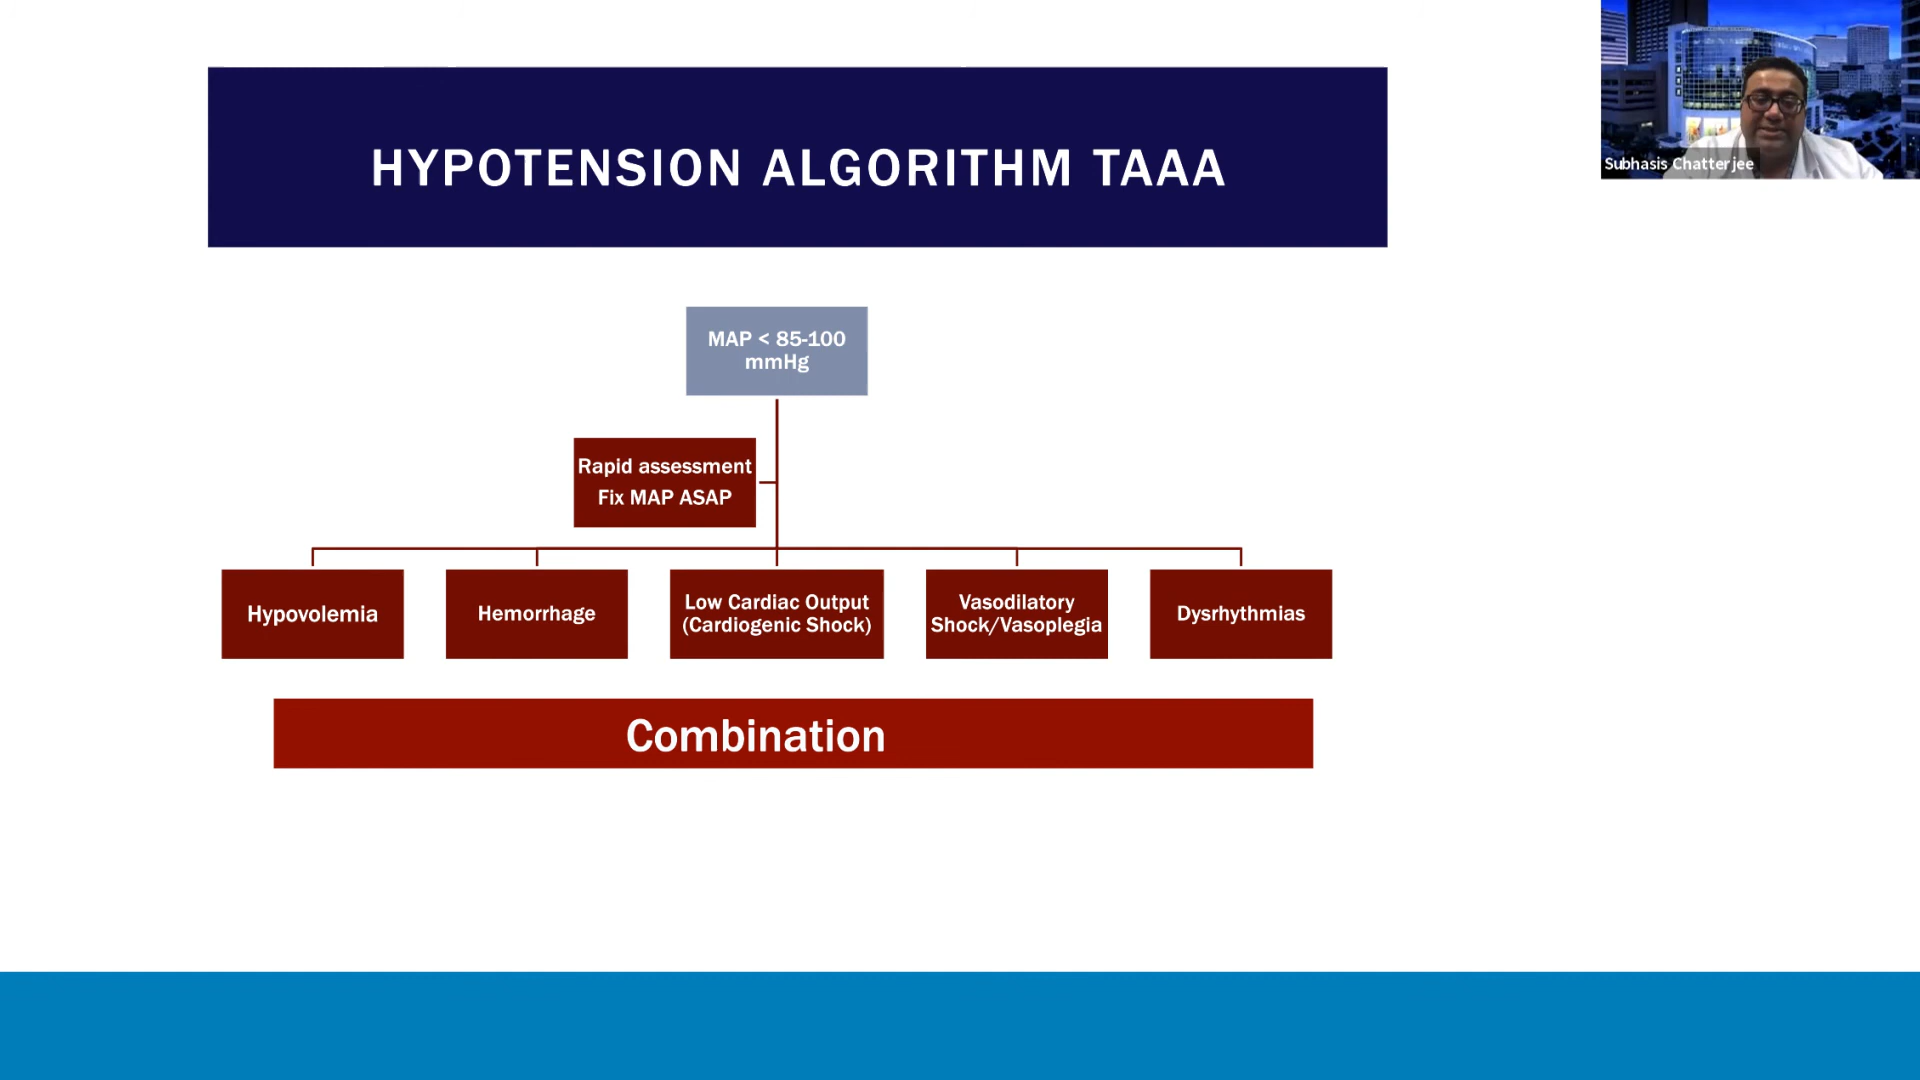 HYPOTENSION ALGORITHM TAAA
Subhasis Chatterjee
MAP < 85-100
mmHg
Rapid assessment
Fix MAP ASAP
Hypovolemia
Hemorrhage
Low Cardiac Output
(Cardiogenic Shock)
Vasodilatory
Shock/Vasoplegia
Dysrhythmias
Combination